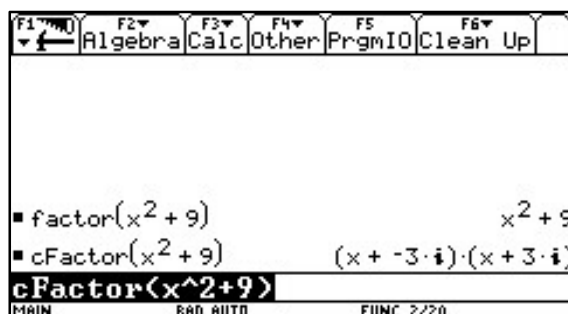 F1 F2 F3 F4 F5 F6
Algebra Calc Other PrgmIO Clean Up
factor(x² + 9) x² + 9
cFactor(x² + 9) (x + -3·i)·(x + 3·i)
cFactor(x^2+9)
MAIN RAD AUTO FUNC 2/20